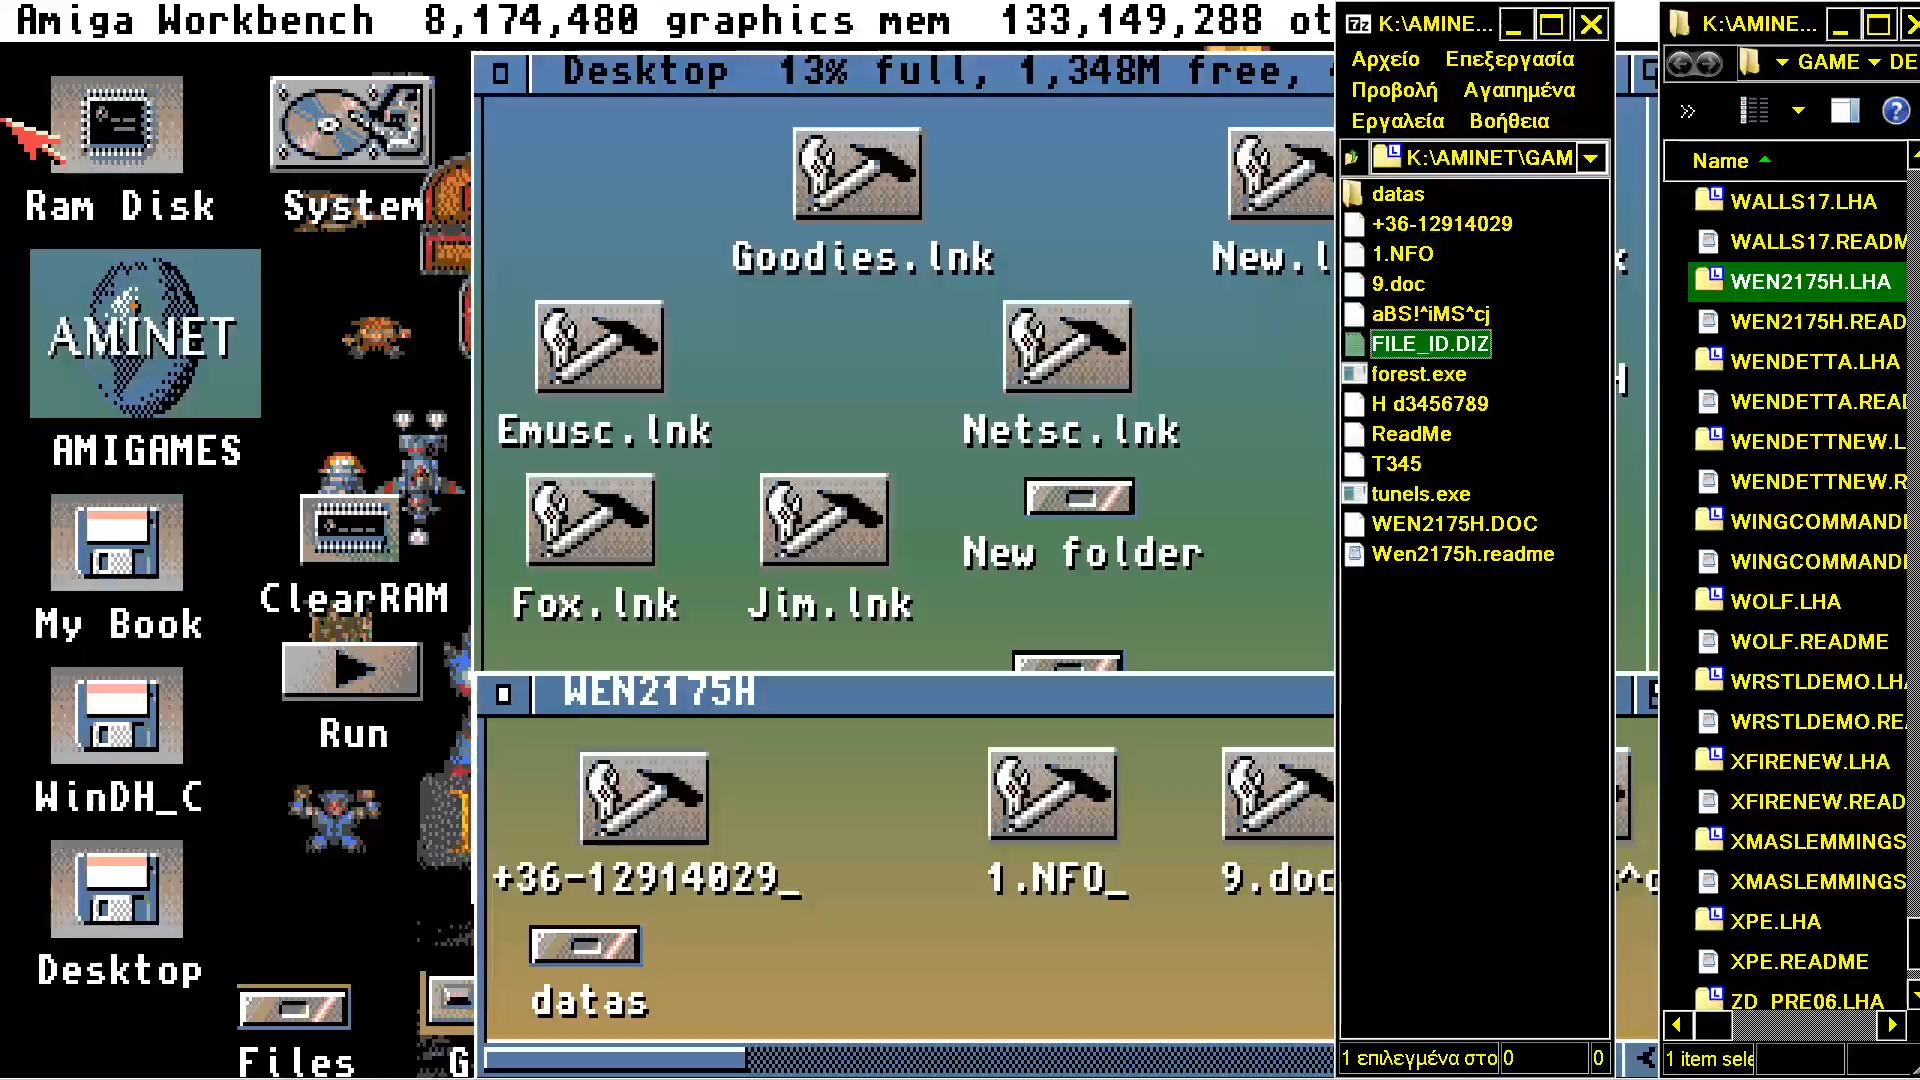 Amiga Workbench 8,174,480 graphics mem 133,149,288 ot
Ram Disk
System
AMINET
AMIGAMES
My Book
ClearRAM
Run
WinDH_C
Desktop
Files
Desktop 13% full, 1,348M free,
Goodies.lnk
New.l
Emusc.lnk
Netsc.lnk
Fox.lnk
Jim.lnk
New folder
WEN2175H
+36-12914029_
1.NFO_
9.doc
datas
K:\AMINE...
Αρχείο Επεξεργασία
Προβολή Αγαπημένα
Εργαλεία Βοήθεια
K:\AMINET\GAM
datas
+36-12914029
1.NFO
9.doc
aBS!^iMS^cj
FILE_ID.DIZ
forest.exe
H d3456789
ReadMe
T345
tunels.exe
WEN2175H.DOC
Wen2175h.readme
1 επιλεγμένα στο 0 0
K:\AMINE...
GAME DE
Name
WALLS17.LHA
WALLS17.READM
WEN2175H.LHA
WEN2175H.READ
WENDETTA.LHA
WENDETTA.REA
WENDETTNEW.L
WENDETTNEW.R
WINGCOMMAND
WINGCOMMAND
WOLF.LHA
WOLF.README
WRSTLDEMO.LH
WRSTLDEMO.RE
XFIRENEW.LHA
XFIRENEW.READ
XMASLEMMINGS
XMASLEMMINGS
XPE.LHA
XPE.README
ZD_PRE06.LHA
1 item sele